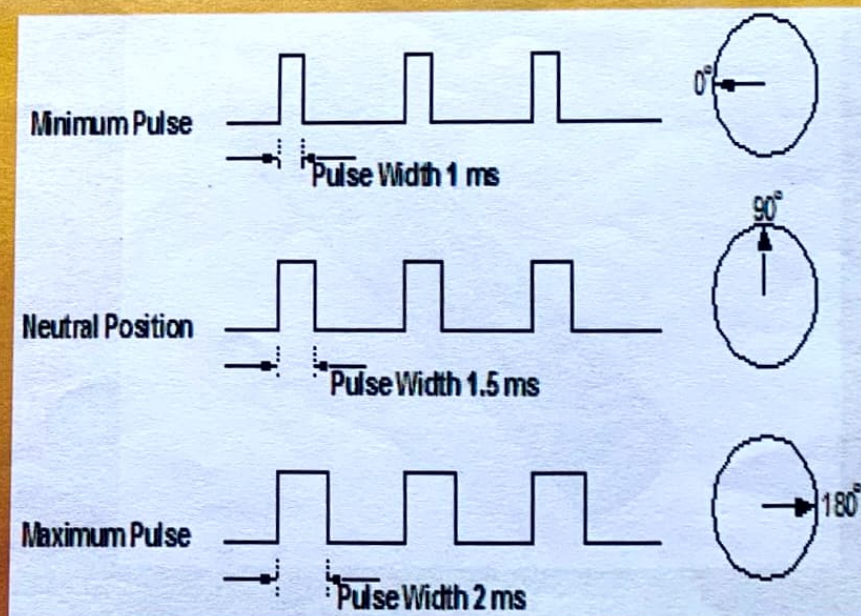 0°
Minimum Pulse
Pulse Width 1 ms
90°
Neutral Position
Pulse Width 1.5 ms
180°
Maximum Pulse
Pulse Width 2 ms